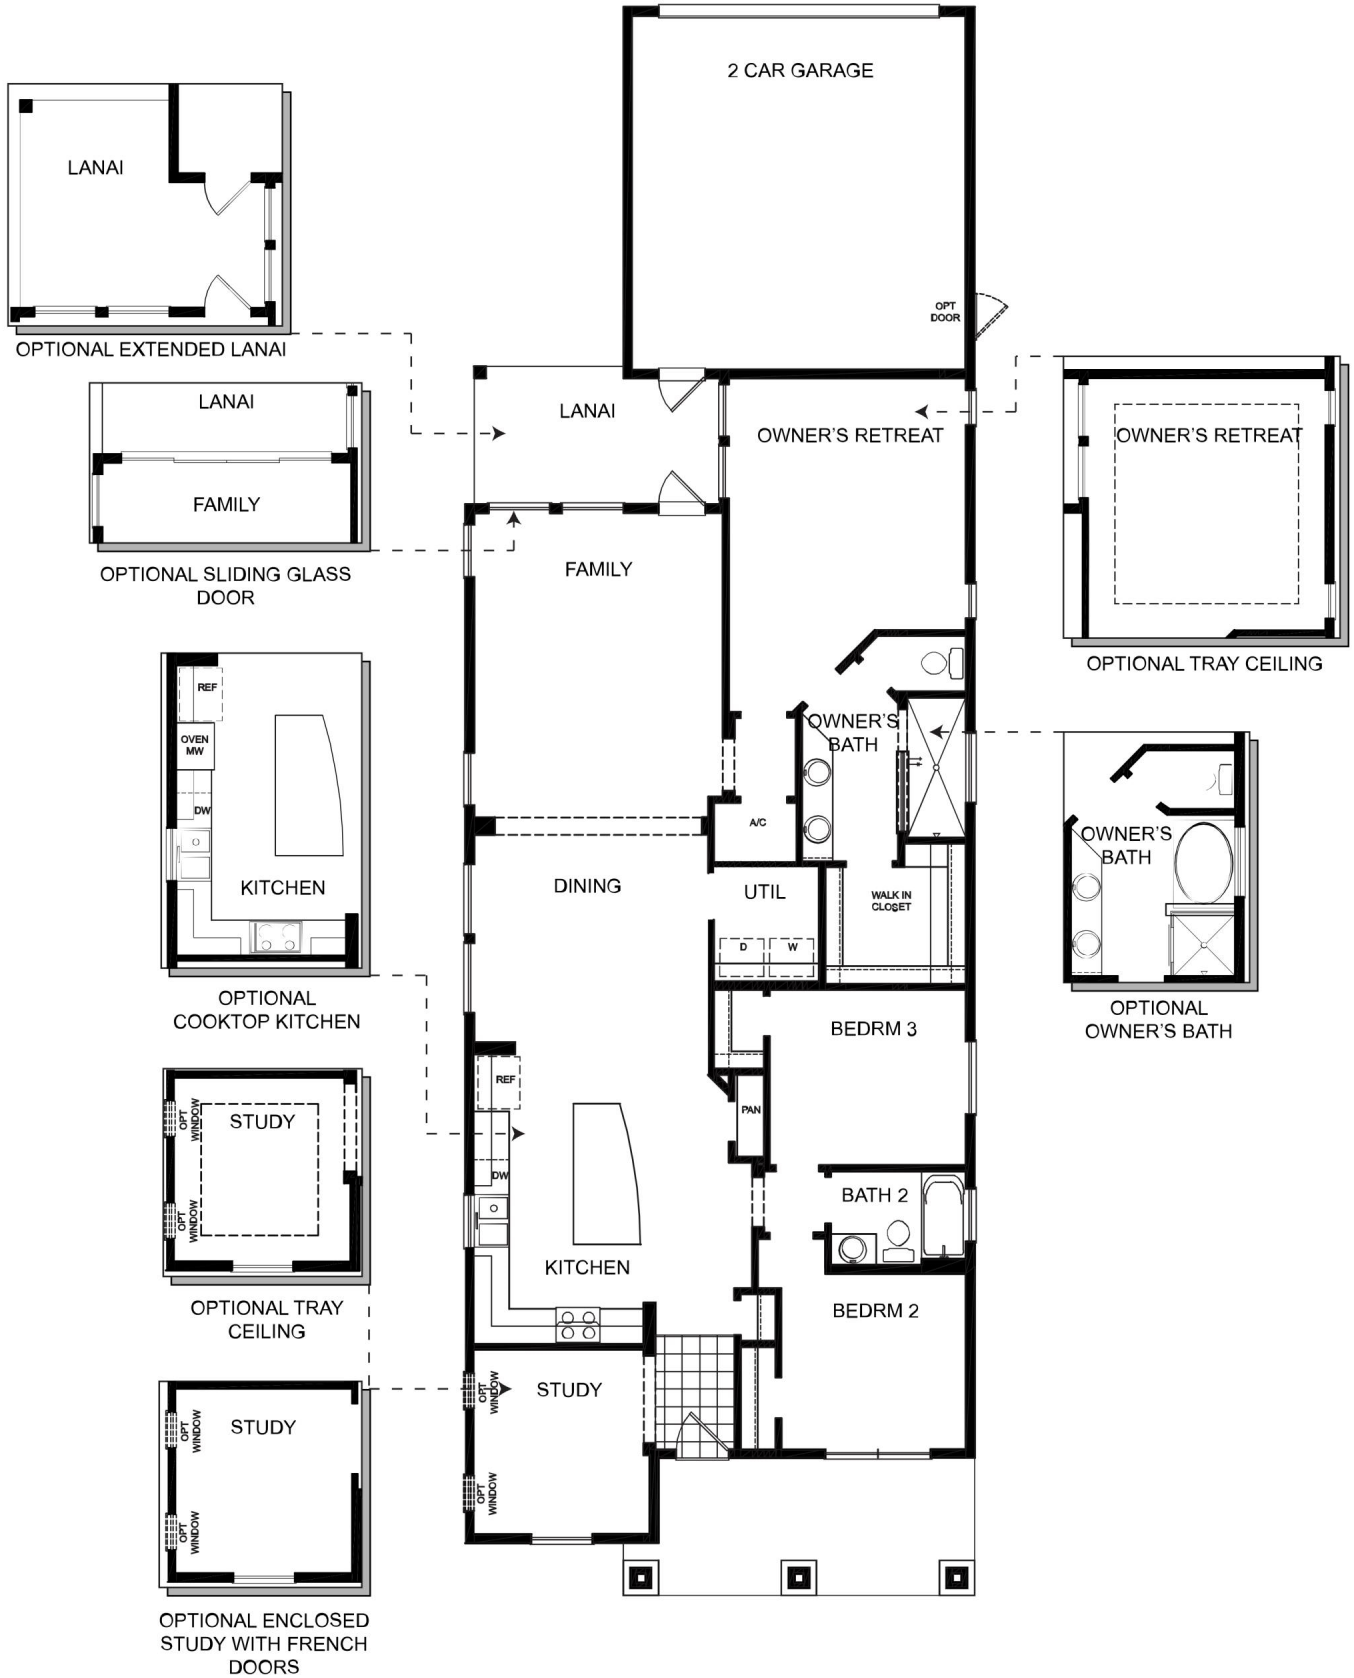 2 CAR GARAGE
OPT
DOOR
LANAI
OPTIONAL EXTENDED LANAI
LANAI
FAMILY
OPTIONAL SLIDING GLASS
DOOR
LANAI
OWNER'S RETREAT
OWNER'S RETREAT
OPTIONAL TRAY CEILING
FAMILY
REF
OVEN
MW
DW
KITCHEN
OPTIONAL
COOKTOP KITCHEN
OWNER'S
BATH
A/C
DINING
UTIL
D
W
WALK IN
CLOSET
OWNER'S
BATH
OPTIONAL
OWNER'S BATH
BEDRM 3
REF
PAN
DW
BATH 2
KITCHEN
BEDRM 2
STUDY
OPT
WINDOW
OPT
WINDOW
OPTIONAL TRAY
CEILING
STUDY
OPT
WINDOW
OPT
WINDOW
STUDY
OPT
WINDOW
OPT
WINDOW
OPTIONAL ENCLOSED
STUDY WITH FRENCH
DOORS